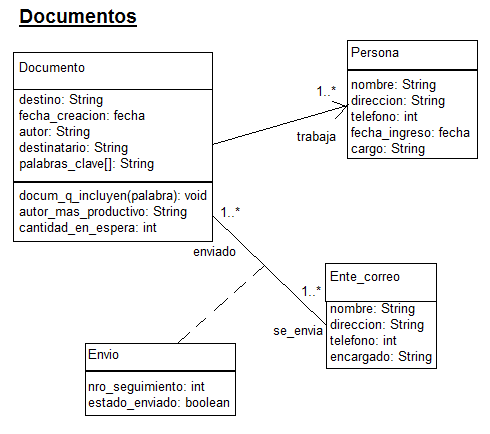 Documentos
Documento
destino: String
fecha_creacion: fecha
autor: String
destinatario: String
palabras_clave[]: String
docum_q_incluyen(palabra): void
autor_mas_productivo: String
cantidad_en_espera: int
Persona
nombre: String
direccion: String
telefono: int
fecha_ingreso: fecha
cargo: String
1..*
trabaja
1..*
enviado
1..*
se_envia
Ente_correo
nombre: String
direccion: String
telefono: int
encargado: String
Envio
nro_seguimiento: int
estado_enviado: boolean